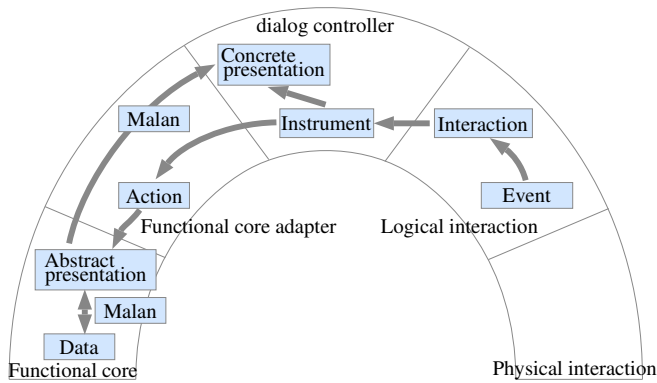 dialog controller
Concrete
presentation
Malan
Instrument
Interaction
Action
Event
Functional core adapter
Logical interaction
Abstract
presentation
Malan
Data
Functional core
Physical interaction